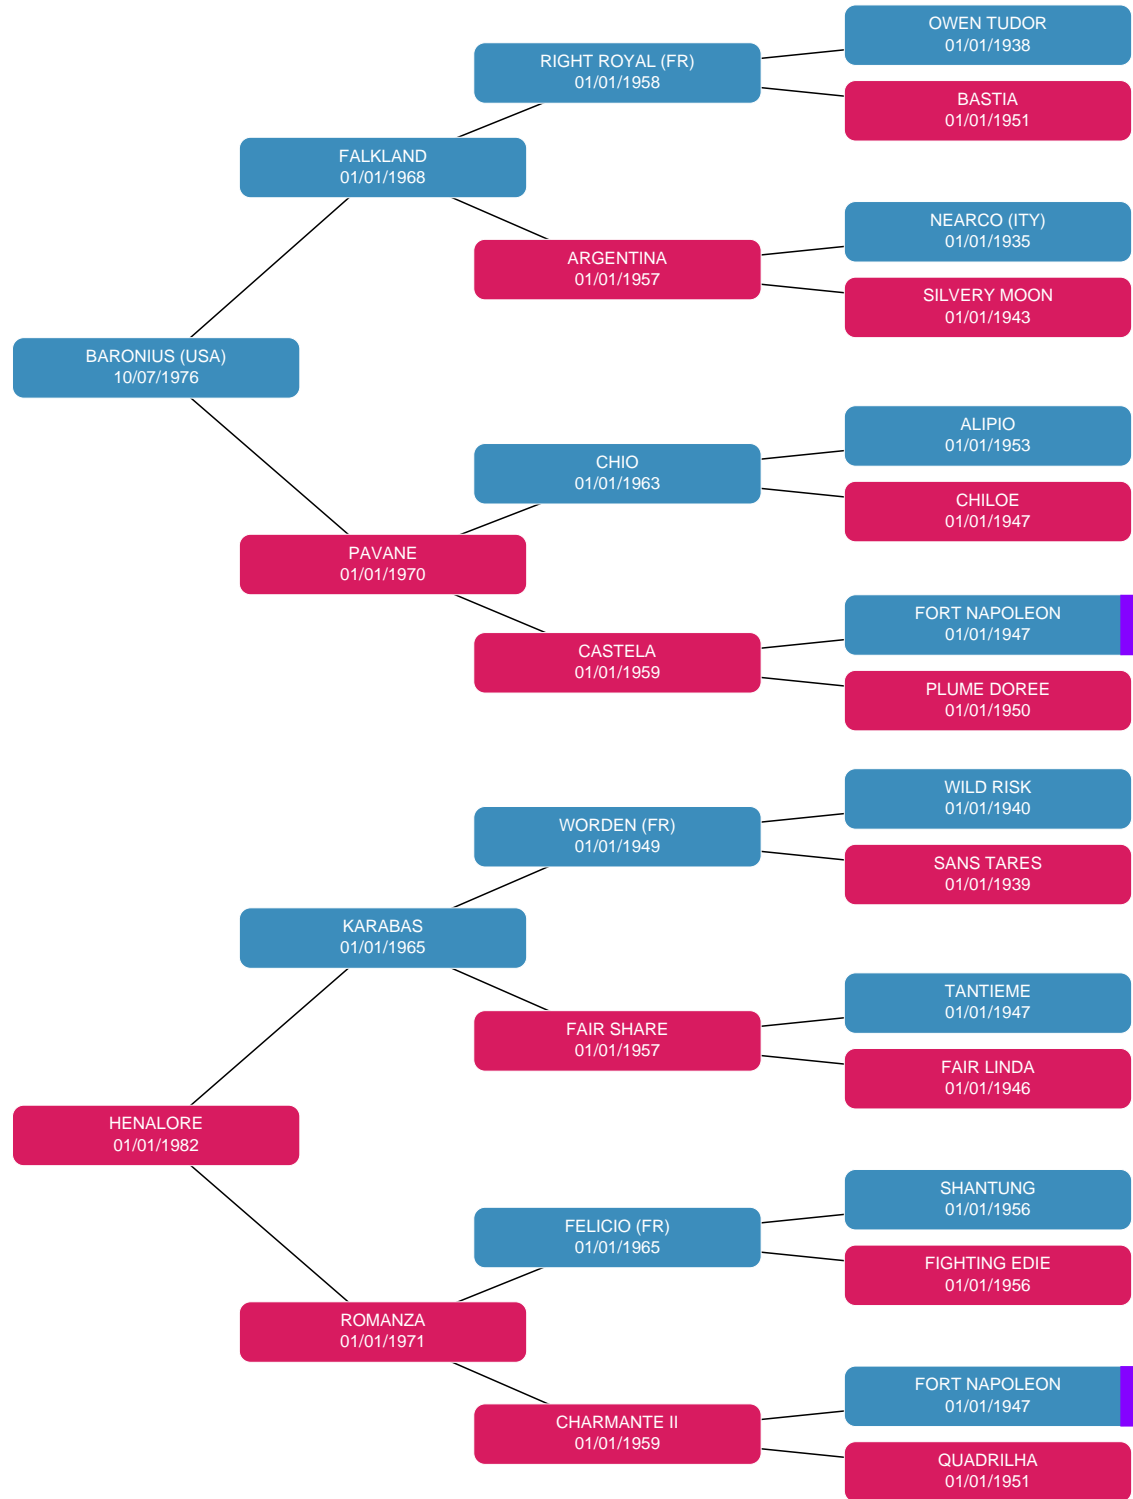 OWEN TUDOR
01/01/1938
RIGHT ROYAL (FR)
01/01/1958
BASTIA
01/01/1951
FALKLAND
01/01/1968
NEARCO (ITY)
01/01/1935
ARGENTINA
01/01/1957
SILVERY MOON
01/01/1943
BARONIUS (USA)
10/07/1976
ALIPIO
01/01/1953
CHIO
01/01/1963
CHILOE
01/01/1947
PAVANE
01/01/1970
FORT NAPOLEON
01/01/1947
CASTELA
01/01/1959
PLUME DOREE
01/01/1950
WILD RISK
01/01/1940
WORDEN (FR)
01/01/1949
SANS TARES
01/01/1939
KARABAS
01/01/1965
TANTIEME
01/01/1947
FAIR SHARE
01/01/1957
FAIR LINDA
01/01/1946
HENALORE
01/01/1982
SHANTUNG
01/01/1956
FELICIO (FR)
01/01/1965
FIGHTING EDIE
01/01/1956
ROMANZA
01/01/1971
FORT NAPOLEON
01/01/1947
CHARMANTE II
01/01/1959
QUADRILHA
01/01/1951